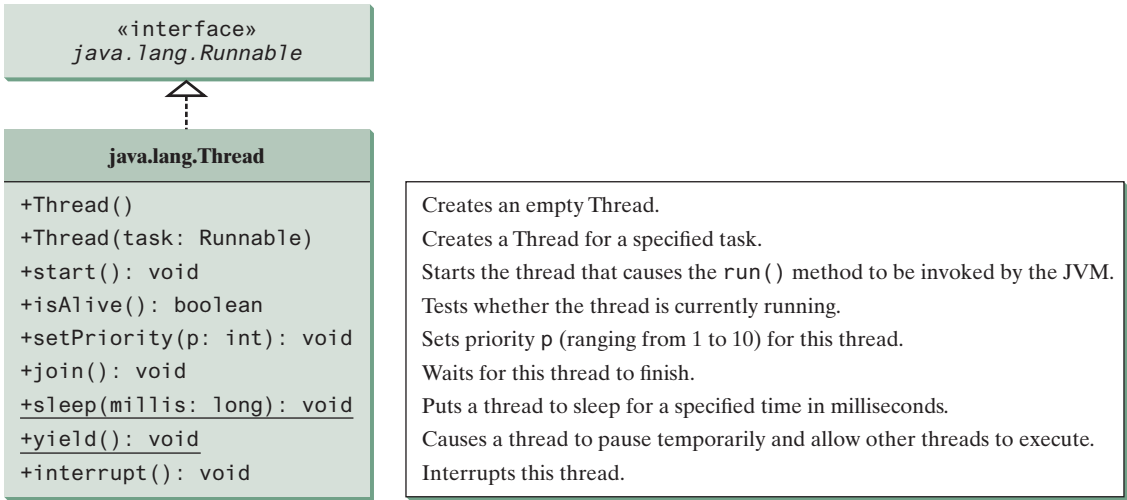 «interface»
java.lang.Runnable
java.lang.Thread
+Thread()
+Thread(task: Runnable)
+start(): void
+isAlive(): boolean
+setPriority(p: int): void
+join(): void
+sleep(millis: long): void
+yield(): void
+interrupt(): void
Creates an empty Thread.
Creates a Thread for a specified task.
Starts the thread that causes the run() method to be invoked by the JVM.
Tests whether the thread is currently running.
Sets priority p (ranging from 1 to 10) for this thread.
Waits for this thread to finish.
Puts a thread to sleep for a specified time in milliseconds.
Causes a thread to pause temporarily and allow other threads to execute.
Interrupts this thread.